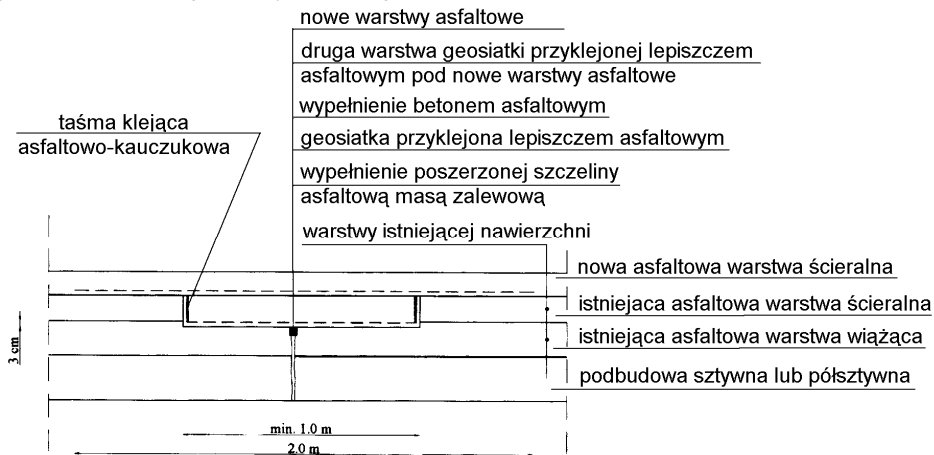 nowe warstwy asfaltowe
druga warstwa geosiatki przyklejonej lepiszczem
asfaltowym pod nowe warstwy asfaltowe
wypełnienie betonem asfaltowym
taśma klejąca
asfaltowo-kauczukowa
geosiatka przyklejona lepiszczem asfaltowym
wypełnienie poszerzonej szczeliny
asfaltową masą zalewową
warstwy istniejącej nawierzchni
nowa asfaltowa warstwa ścieralna
istniejaca asfaltowa warstwa ścieralna
istniejąca asfaltowa warstwa wiążąca
podbudowa sztywna lub półsztywna
3 cm
min. 1.0 m
2.0 m